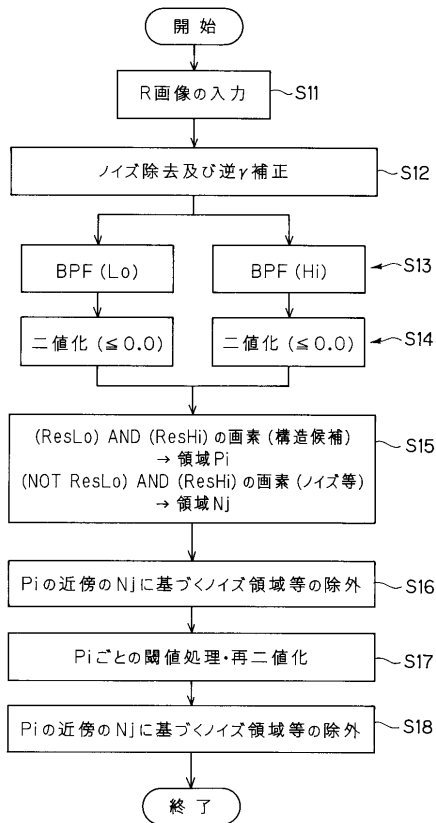 開始
R画像の入力
S11
ノイズ除去及び逆γ補正
S12
BPF(Lo)
BPF(Hi)
S13
二値化(≦0.0)
二値化(≦0.0)
S14
(ResLo) AND (ResHi)の画素(構造候補)
→ 領域Pi
(NOT ResLo) AND (ResHi)の画素(ノイズ等)
→ 領域Nj
S15
Piの近傍のNjに基づくノイズ領域等の除外
S16
Piごとの閾値処理・再二値化
S17
Piの近傍のNjに基づくノイズ領域等の除外
S18
終了